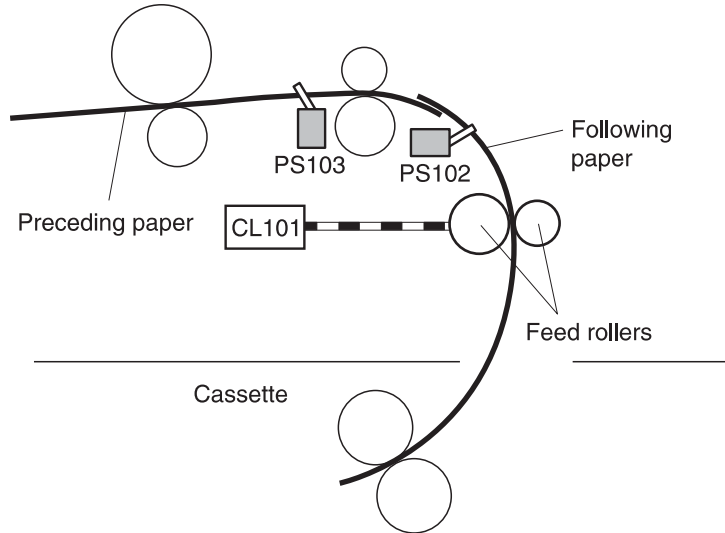 PS103
PS102
Following
paper
Preceding paper
CL101
Feed rollers
Cassette